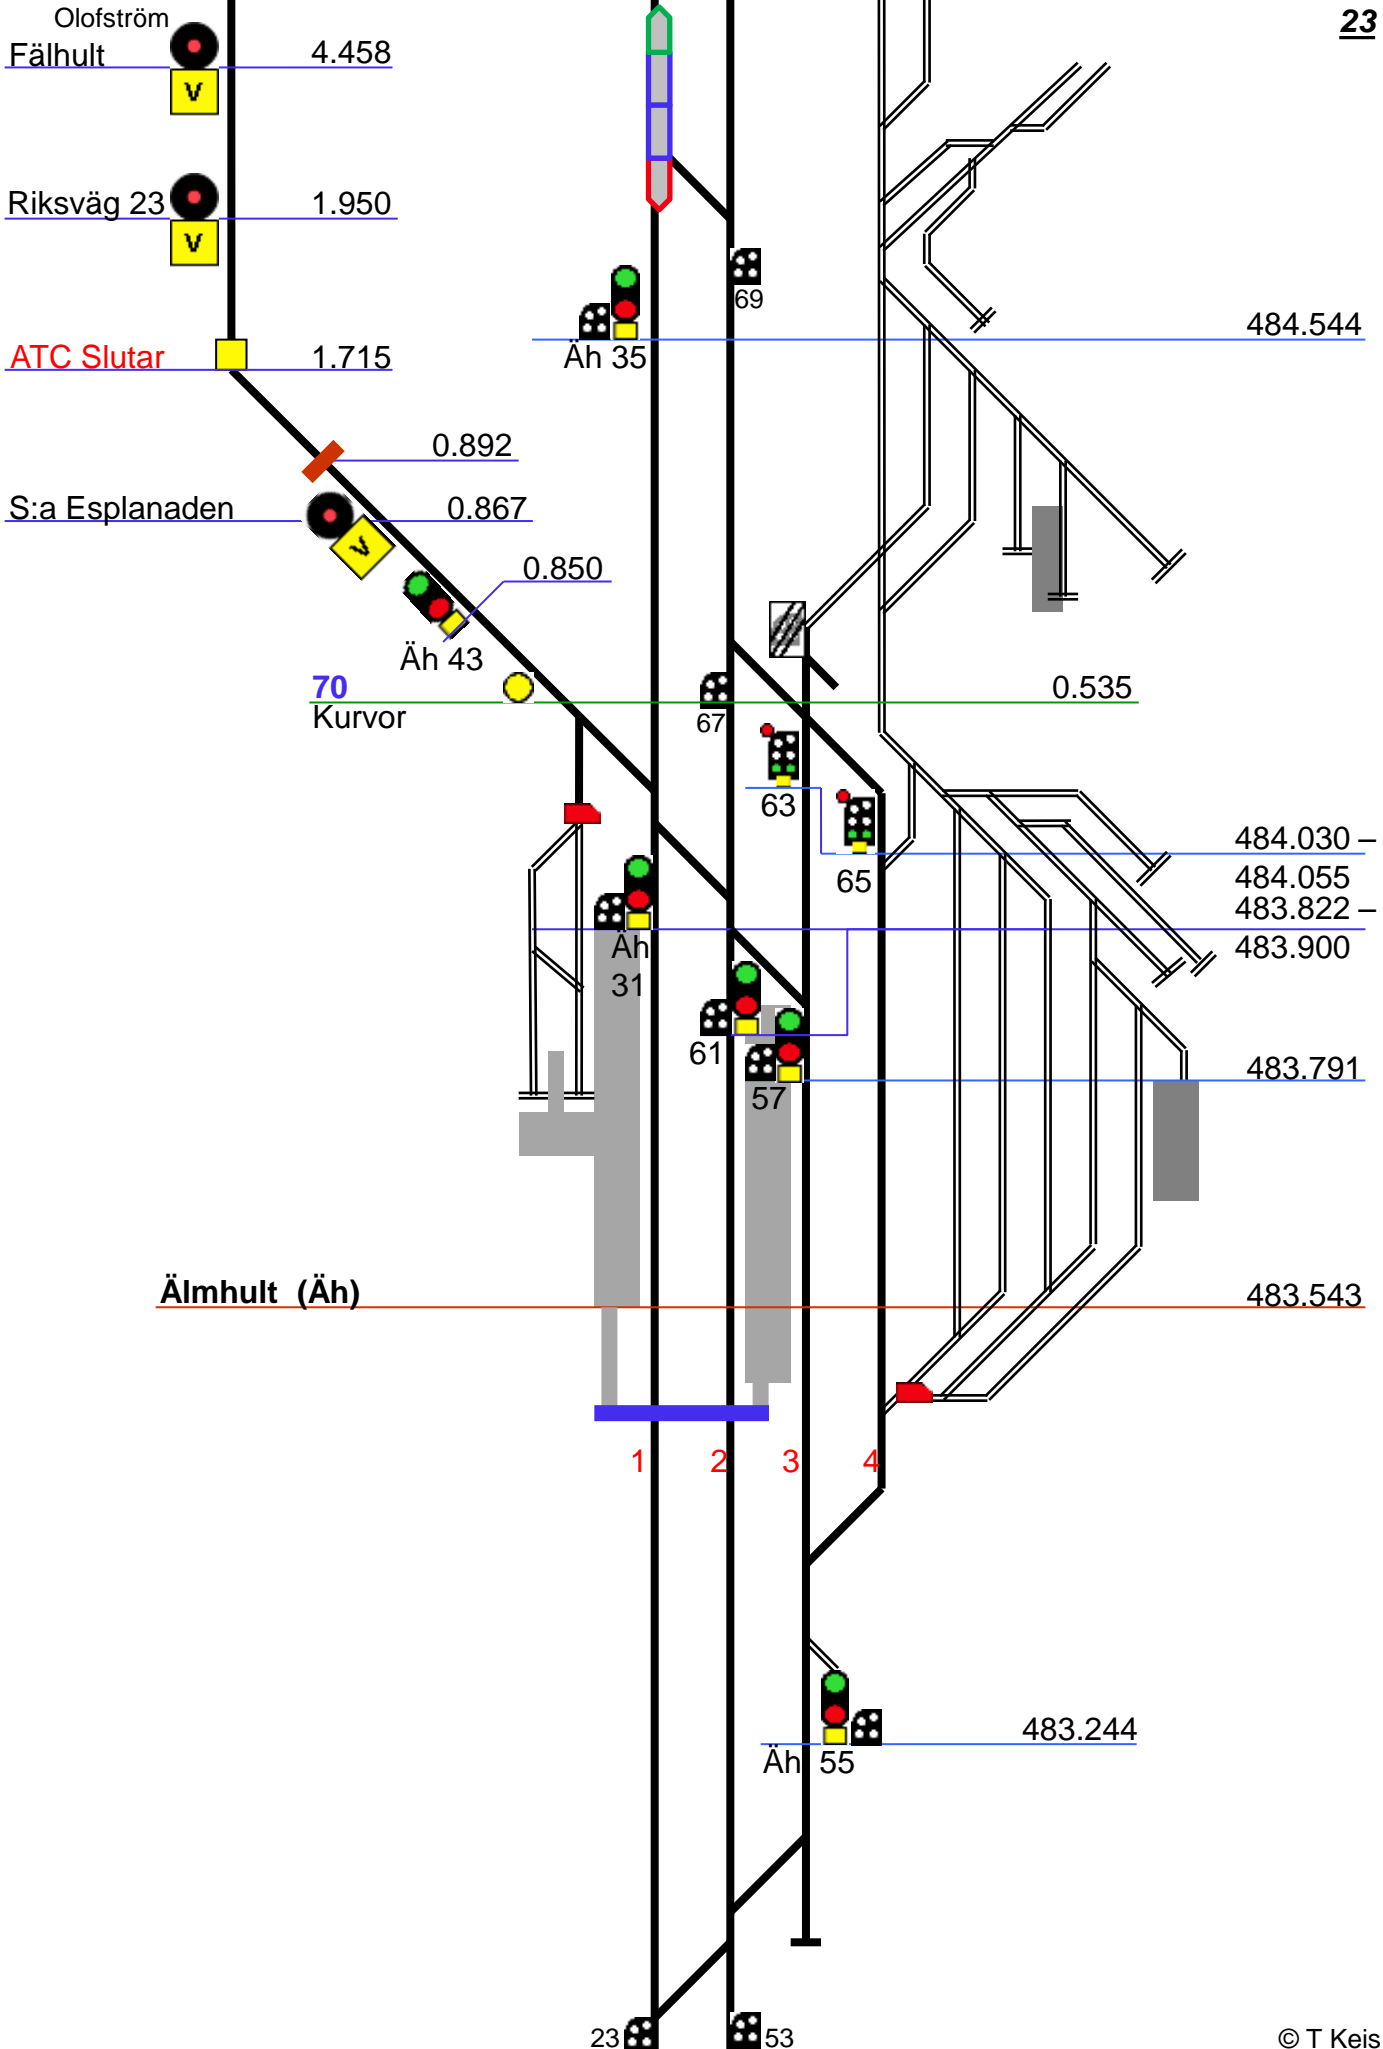 Olofström
23
Fälhult 4.458
V
Riksväg 23 1.950
V
69
484.544
Äh 35
ATC Slutar 1.715
0.892
S:a Esplanaden 0.867
V
0.850
Äh 43
70 0.535
Kurvor
67
63
484.030 –
65
484.055
483.822 –
Äh
31
483.900
61
483.791
57
Älmhult (Äh) 483.543
1 2 3 4
483.244
Äh 55
23
53
© T Keis